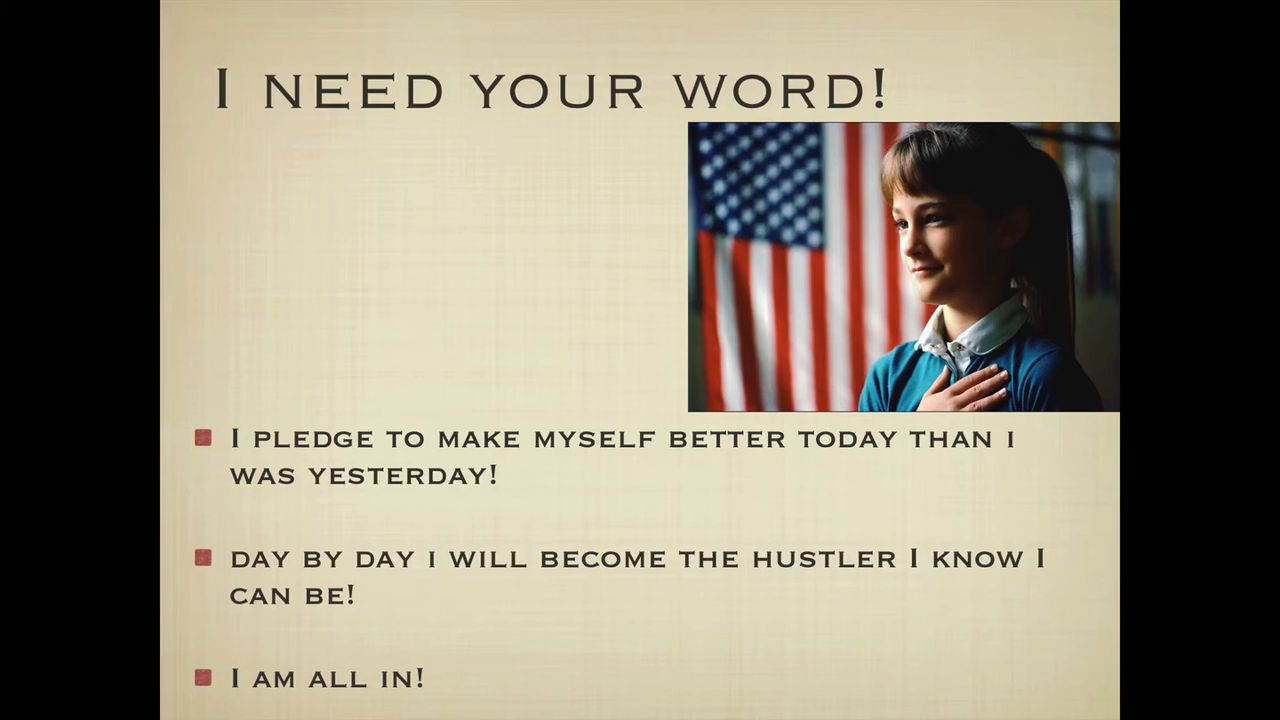 I NEED YOUR WORD!
I PLEDGE TO MAKE MYSELF BETTER TODAY THAN I
WAS YESTERDAY!
DAY BY DAY I WILL BECOME THE HUSTLER I KNOW I
CAN BE!
I AM ALL IN!